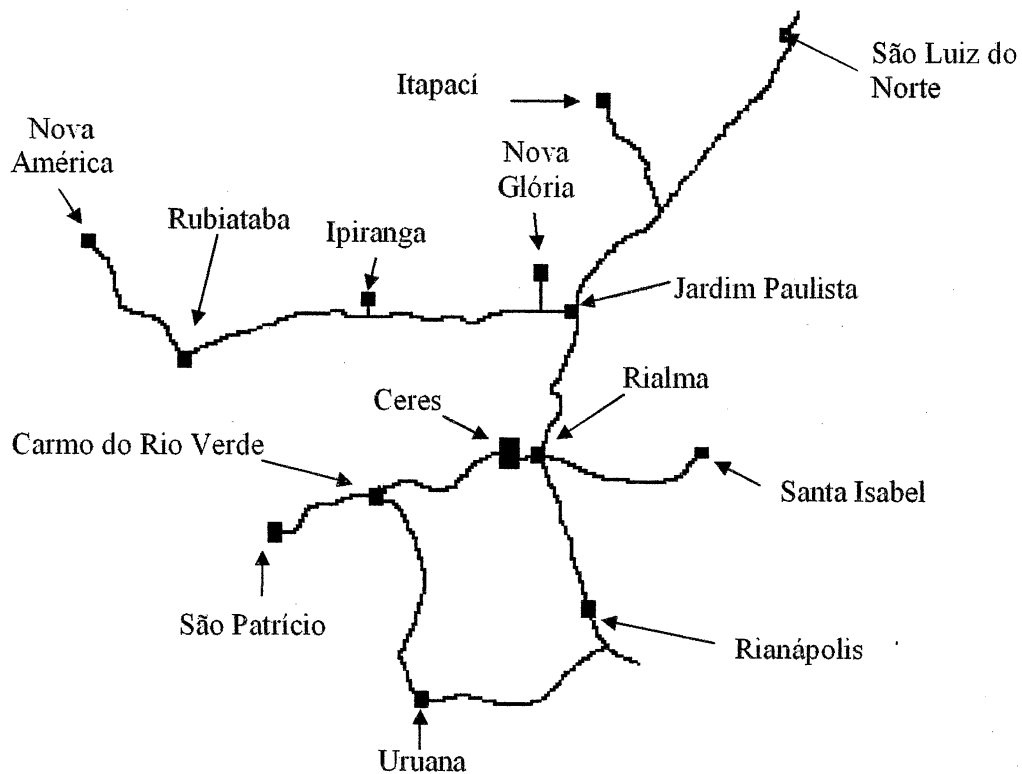 São Luiz do
Norte
Itapací
Nova
América
Nova
Glória
Rubiataba
Ipiranga
Jardim Paulista
Rialma
Ceres
Carmo do Rio Verde
Santa Isabel
São Patrício
Rianápolis
Uruana